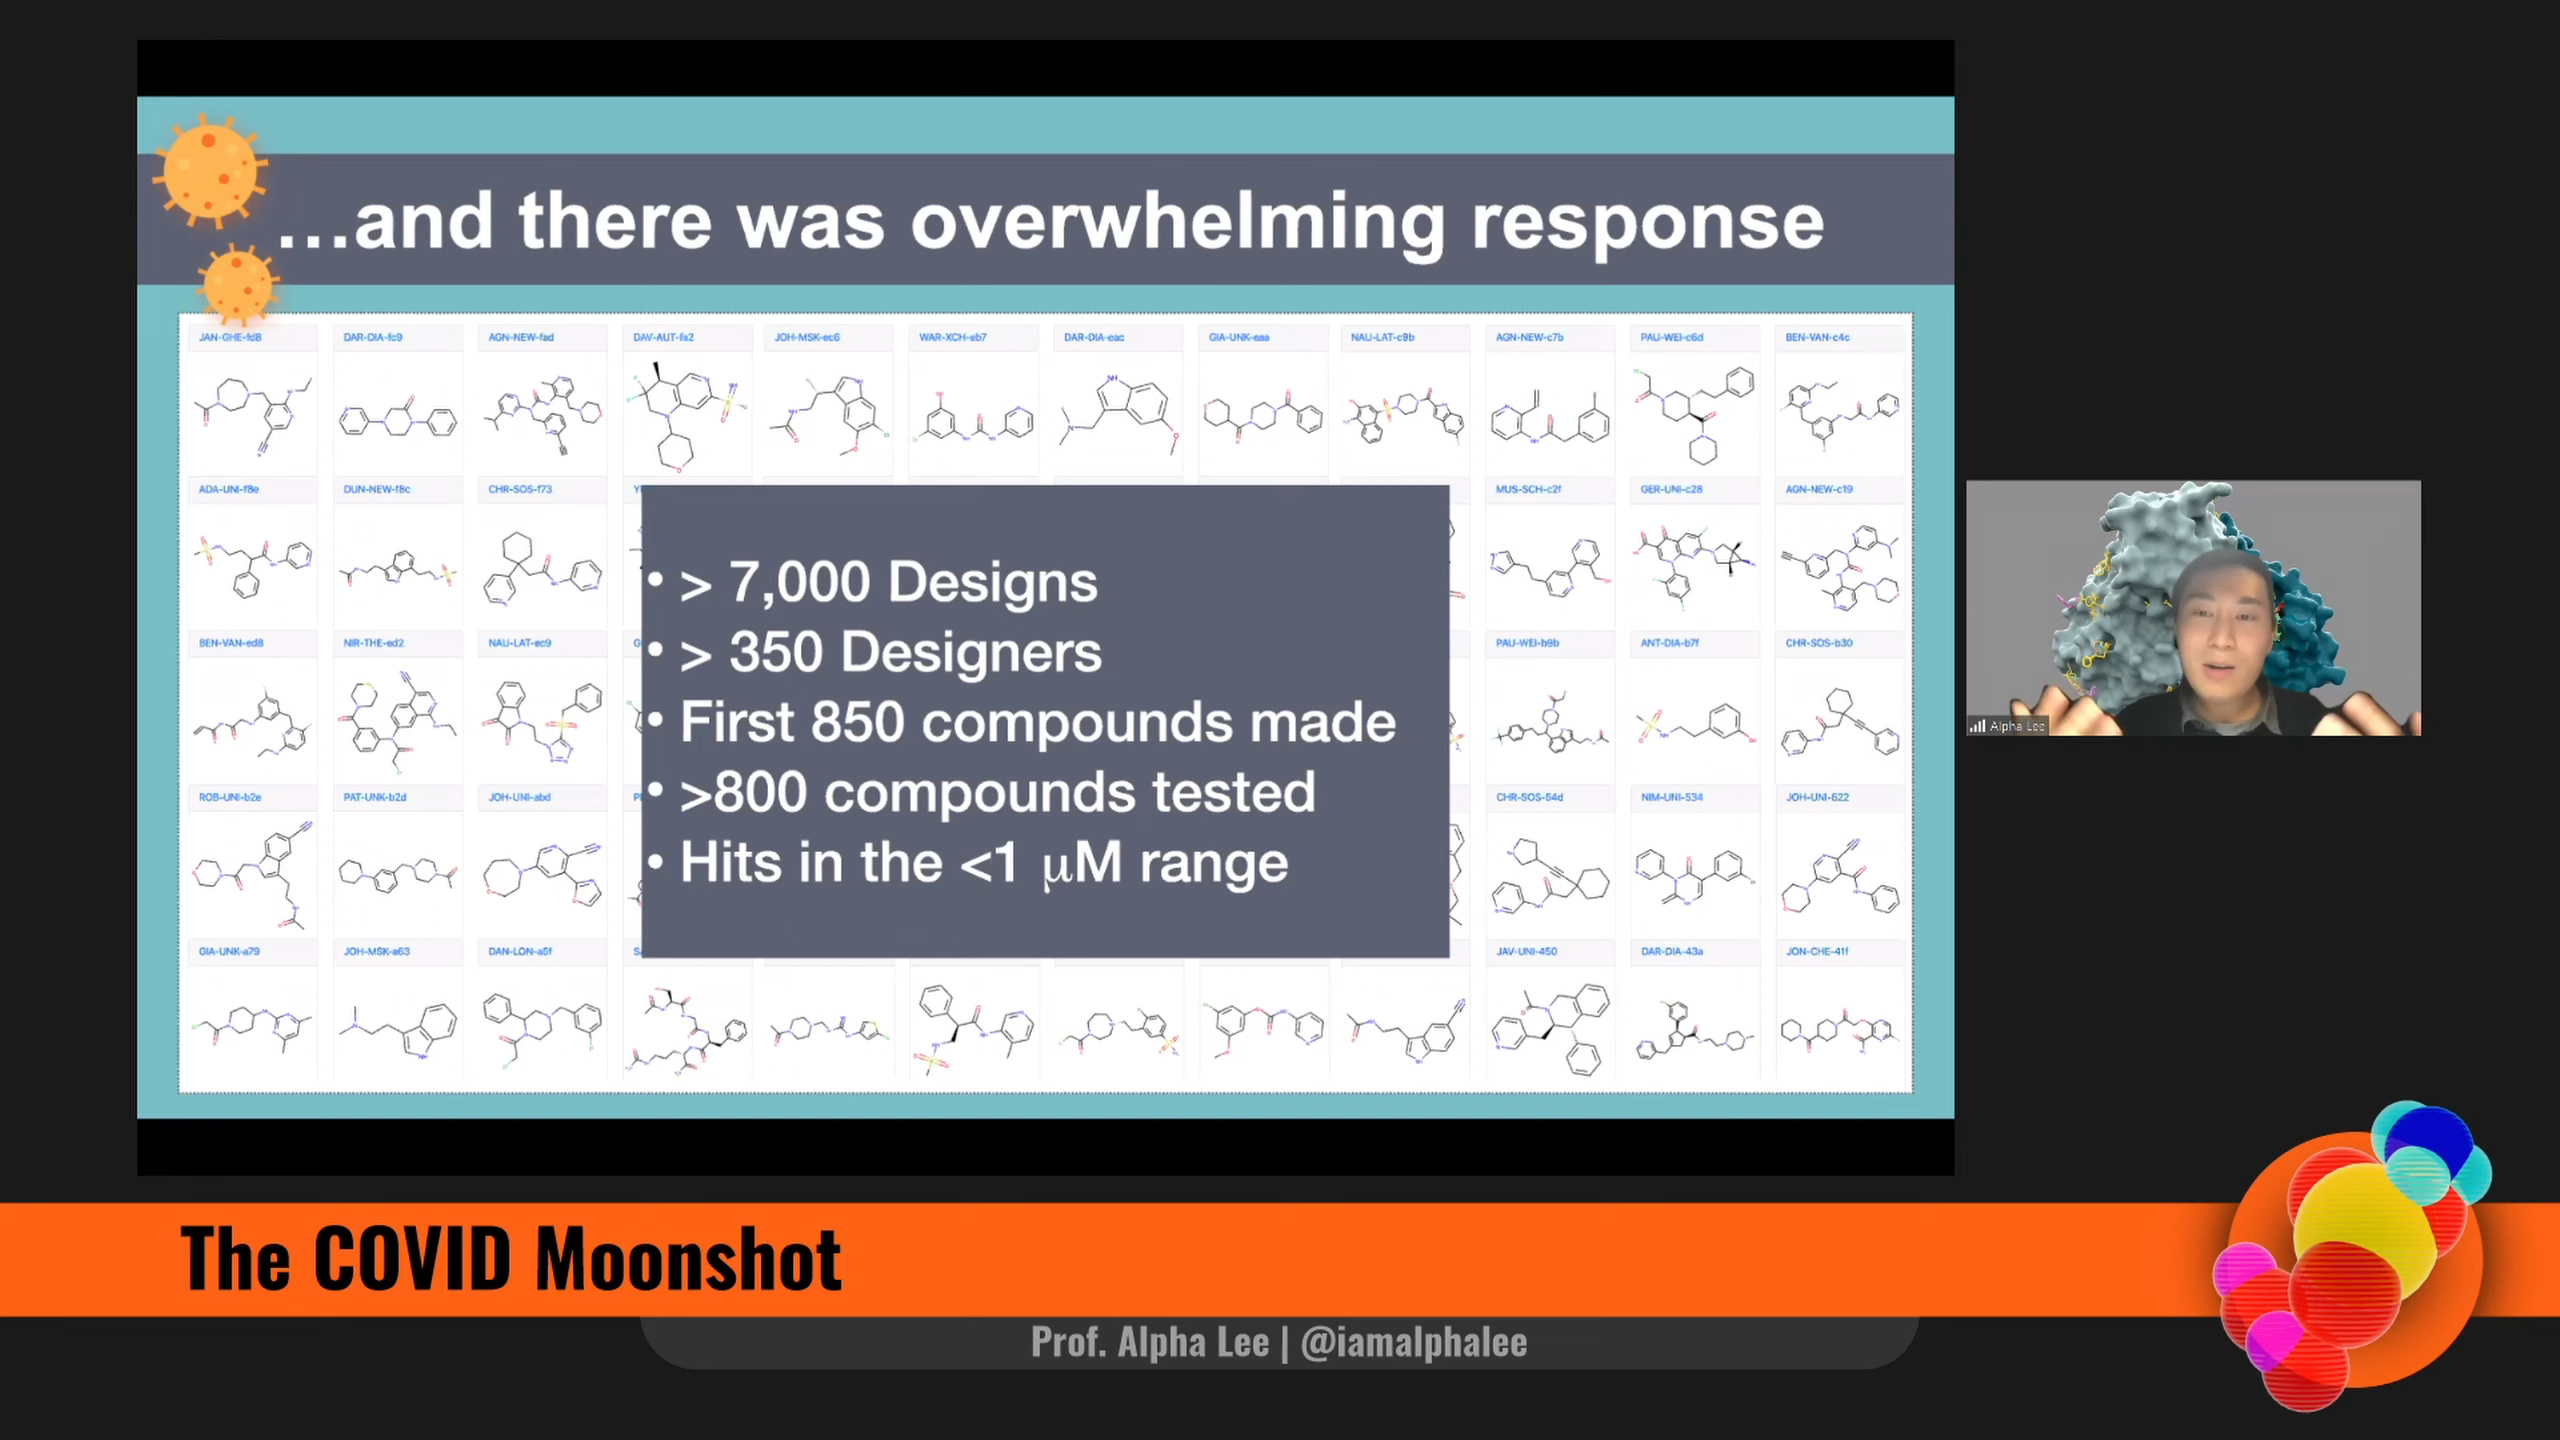 ...and there was overwhelming response
JAN-GHE-fd8 DAR-DIA-fc9 AGN-NEW-fad DAV-AUT-fa2 JOH-MSK-ec6 WAR-XCH-eb7 DAR-DIA-eac GIA-UNK-eaa NAU-LAT-c9b AGN-NEW-c7b PAU-WEI-c6d BEN-VAN-c4c
ADA-UNI-f8e DUN-NEW-f8c CHR-SOS-f73 MUS-SCH-c2f GER-UNI-c28 AGN-NEW-c19
• > 7,000 Designs
• > 350 Designers
BEN-VAN-ed8 NIR-THE-ed2 NAU-LAT-ec9 PAU-WEI-b9b ANT-DIA-b7f CHR-SOS-b30
• First 850 compounds made
• >800 compounds tested
ROB-UNI-b2e PAT-UNK-b2d JOH-UNI-abd CHR-SOS-54d NIM-UNI-534 JOH-UNI-622
• Hits in the <1 μM range
GIA-UNK-a79 JOH-MSK-a63 DAN-LON-a5f JAV-UNI-450 DAR-DIA-43a JON-CHE-41f
Alpha Lee
The COVID Moonshot
Prof. Alpha Lee | @iamalphalee